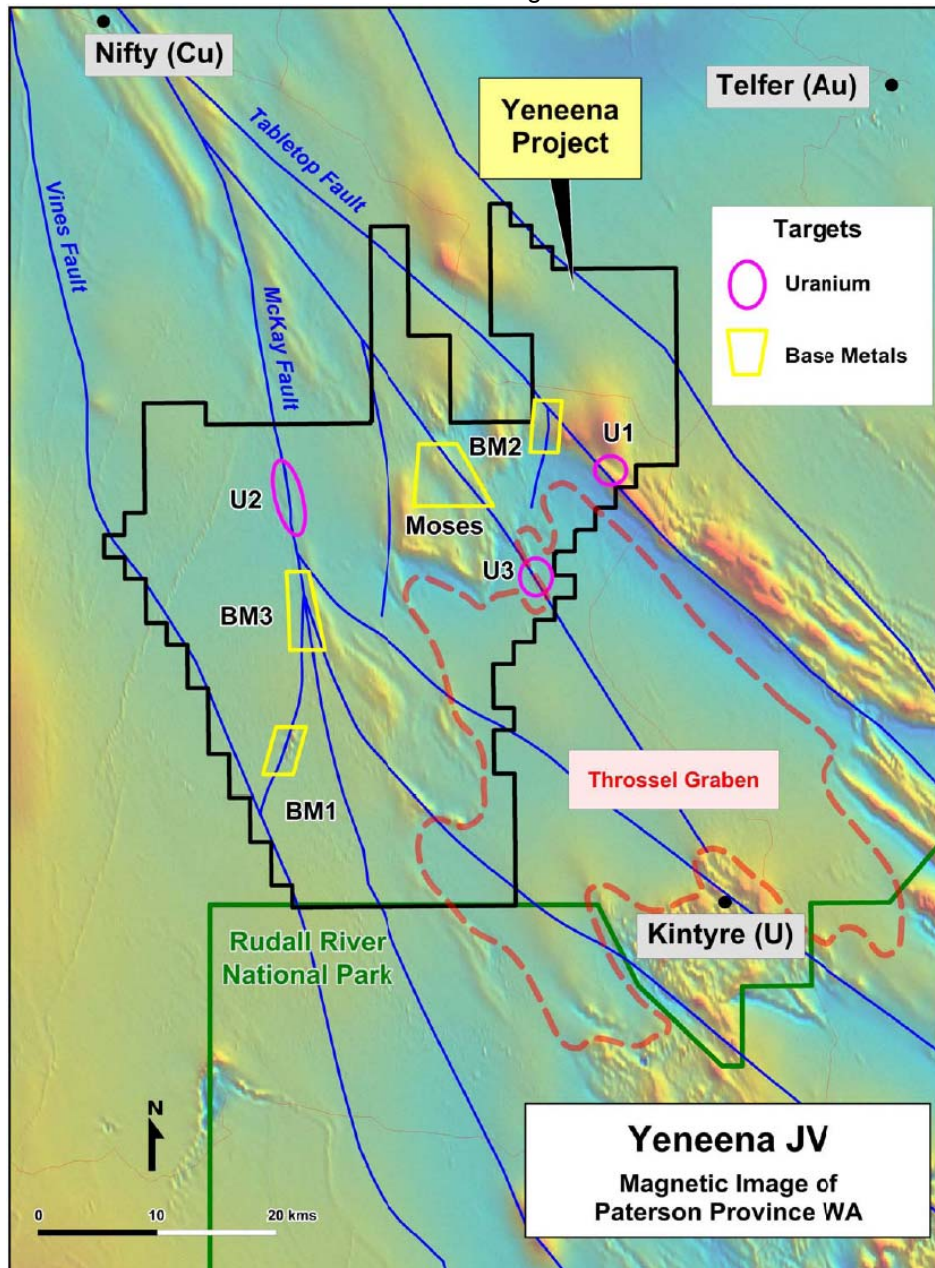 Nifty (Cu)
Telfer (Au)
Yeneena
Project
Tabletop Fault
Vines Fault
McKay Fault
Targets
Uranium
Base Metals
BM2
U1
U2
Moses
U3
BM3
Throssel Graben
BM1
Kintyre (U)
Rudall River
National Park
N
0 10 20 kms
Yeneena JV
Magnetic Image of
Paterson Province WA